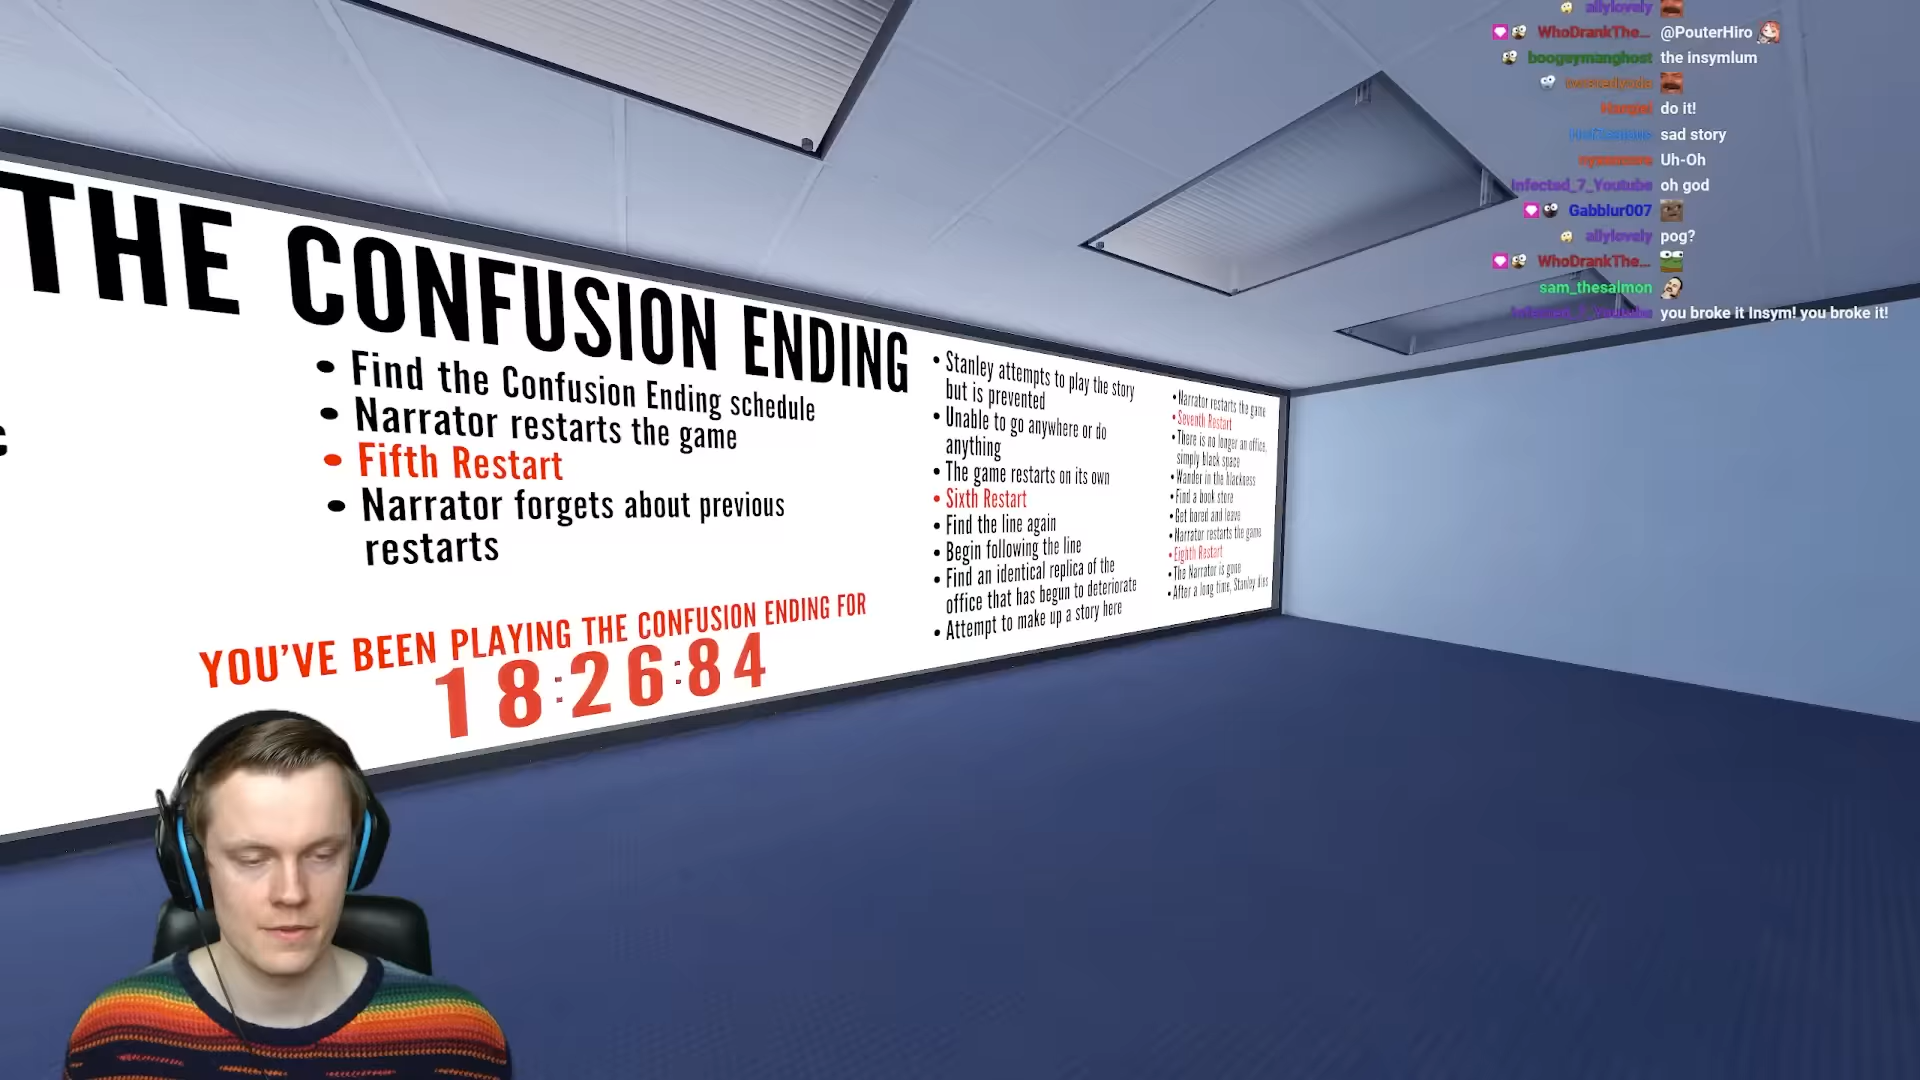 THE CONFUSION ENDING
• Find the Confusion Ending schedule
• Narrator restarts the game
• Fifth Restart
• Narrator forgets about previous
restarts
YOU'VE BEEN PLAYING THE CONFUSION ENDING FOR
18:26:84
• Stanley attempts to play the story
but is prevented
• Unable to go anywhere or do
anything
• The game restarts on its own
• Sixth Restart
• Find the line again
• Begin following the line
• Find an identical replica of the
office that has begun to deteriorate
• Attempt to make up a story here
• Narrator restarts the game
• Seventh Restart
• There is no longer an office,
simply black space
• Wander in the blackness
• Find a book store
• Get bored and leave
• Narrator restarts the game
• Eighth Restart
• The Narrator is gone
• After a long time, Stanley dies
allylovely
WhoDrankThe... @PouterHiro
boogeymanghost the insymlum
do it!
sad story
Uh-Oh
Infected_7_Youtube oh god
Gabblur007
allylovely pog?
WhoDrankThe...
sam_thesalmon
Infected_7_Youtube you broke it Insym! you broke it!